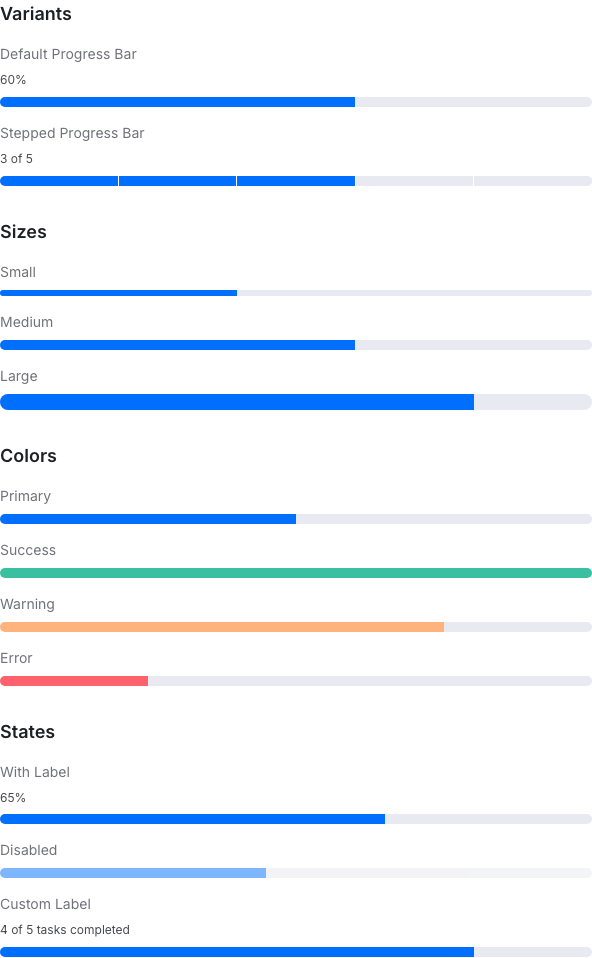 Variants
Default Progress Bar
60%
Stepped Progress Bar
3 of 5
Sizes
Small
Medium
Large
Colors
Primary
Success
Warning
Error
States
With Label
65%
Disabled
Custom Label
4 of 5 tasks completed